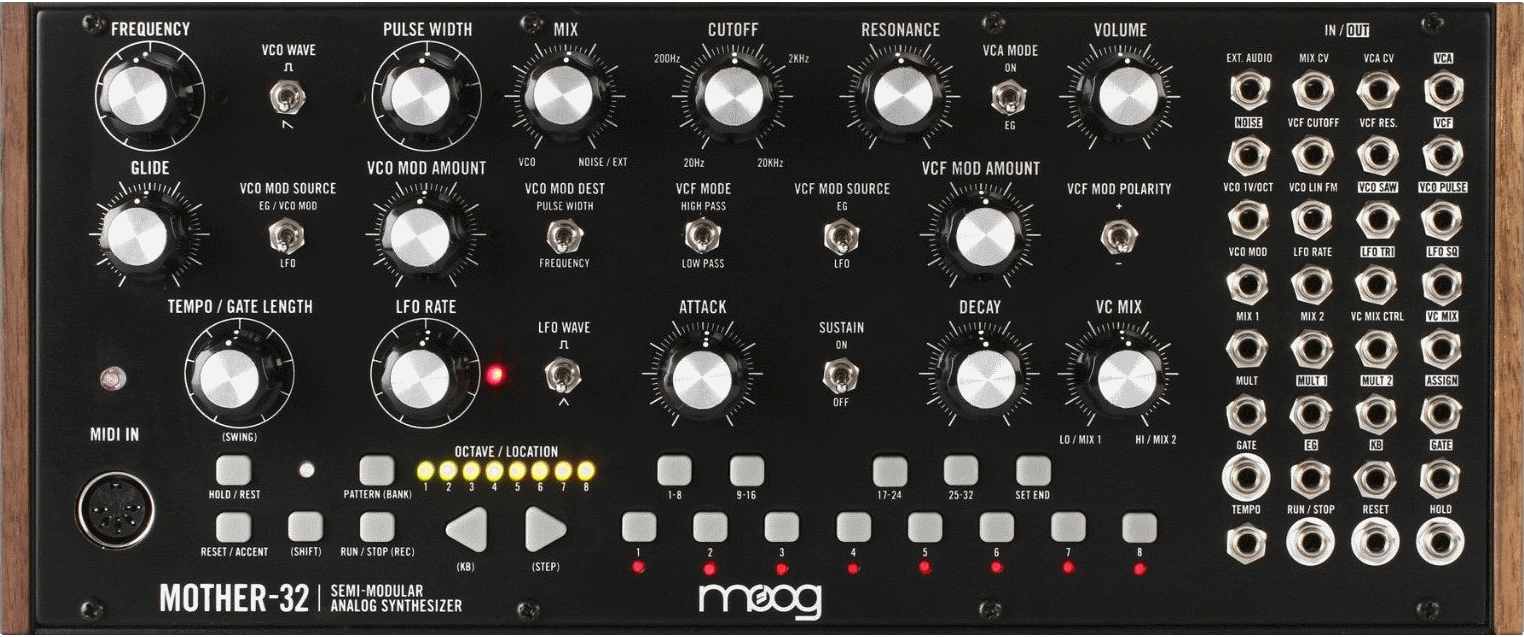 FREQUENCY
VCO WAVE
PULSE WIDTH
MIX
VCO
NOISE / EXT
CUTOFF
200Hz
2KHz
20Hz
20KHz
RESONANCE
VCA MODE
ON
EG
VOLUME
GLIDE
VCO MOD SOURCE
EG / VCO MOD
LFO
VCO MOD AMOUNT
VCO MOD DEST
PULSE WIDTH
FREQUENCY
VCF MODE
HIGH PASS
LOW PASS
VCF MOD SOURCE
EG
LFO
VCF MOD AMOUNT
VCF MOD POLARITY
+
–
TEMPO / GATE LENGTH
(SWING)
LFO RATE
LFO WAVE
ATTACK
SUSTAIN
ON
OFF
DECAY
VC MIX
LO / MIX 1
HI / MIX 2
MIDI IN
HOLD / REST
PATTERN (BANK)
OCTAVE / LOCATION
1 2 3 4 5 6 7 8
1-8
9-16
17-24
25-32
SET END
RESET / ACCENT
(SHIFT)
RUN / STOP (REC)
(KB)
(STEP)
1 2 3 4 5 6 7 8
MOTHER-32
SEMI-MODULAR
ANALOG SYNTHESIZER
moog
IN / OUT
EXT. AUDIO MIX CV VCA CV VCA
NOISE VCF CUTOFF VCF RES. VCF
VCO 1V/OCT VCO LIN FM VCO SAW VCO PULSE
VCO MOD LFO RATE LFO TRI LFO SQ
MIX 1 MIX 2 VC MIX CTRL VC MIX
MULT MULT 1 MULT 2 ASSIGN
GATE EG KB GATE
TEMPO RUN / STOP RESET HOLD